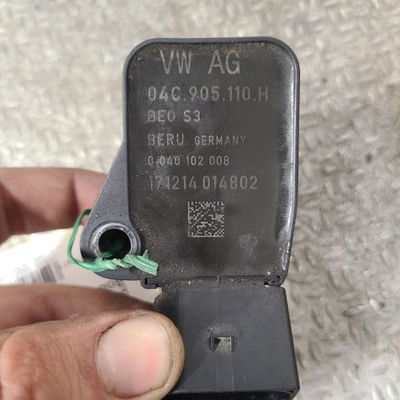 VW AG
04C.905.110.H
BEO S3
BERU GERMANY
0 040 102 008
171214 014802